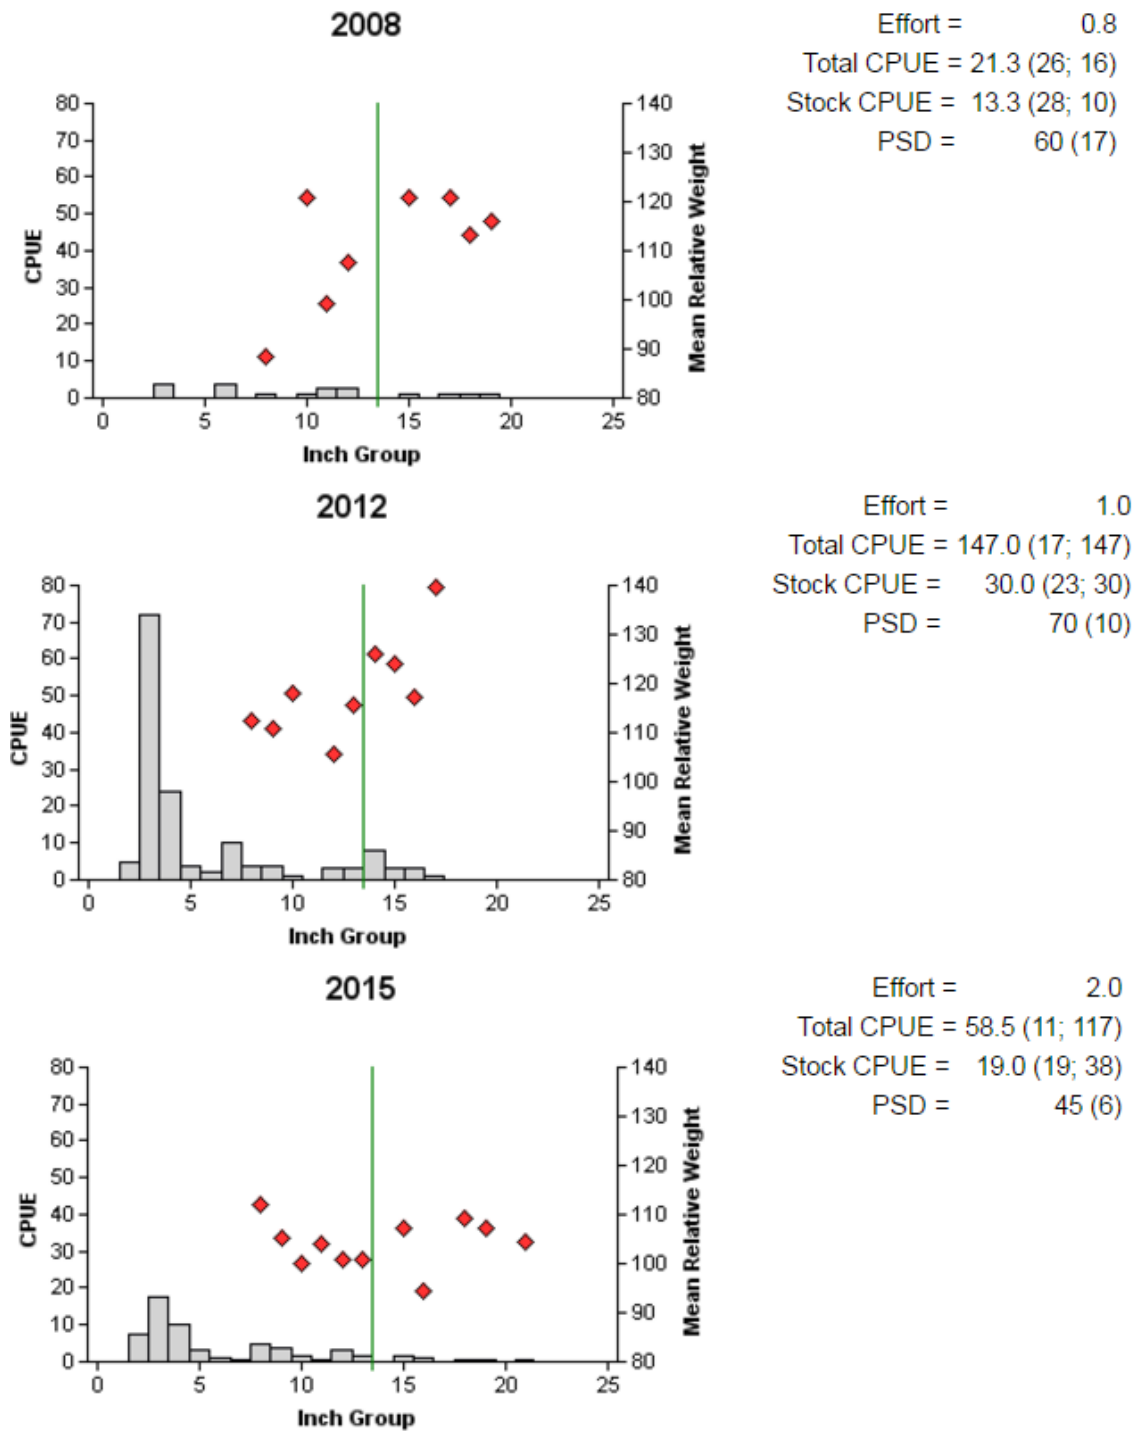 2008
Effort = 0.8
Total CPUE = 21.3 (26; 16)
Stock CPUE = 13.3 (28; 10)
PSD = 60 (17)
80
70
60
50
40
30
20
10
0
CPUE
140
130
120
110
100
90
80
Mean Relative Weight
0 5 10 15 20 25
Inch Group
2012
Effort = 1.0
Total CPUE = 147.0 (17; 147)
Stock CPUE = 30.0 (23; 30)
PSD = 70 (10)
80
70
60
50
40
30
20
10
0
CPUE
140
130
120
110
100
90
80
Mean Relative Weight
0 5 10 15 20 25
Inch Group
2015
Effort = 2.0
Total CPUE = 58.5 (11; 117)
Stock CPUE = 19.0 (19; 38)
PSD = 45 (6)
80
70
60
50
40
30
20
10
0
CPUE
140
130
120
110
100
90
80
Mean Relative Weight
0 5 10 15 20 25
Inch Group